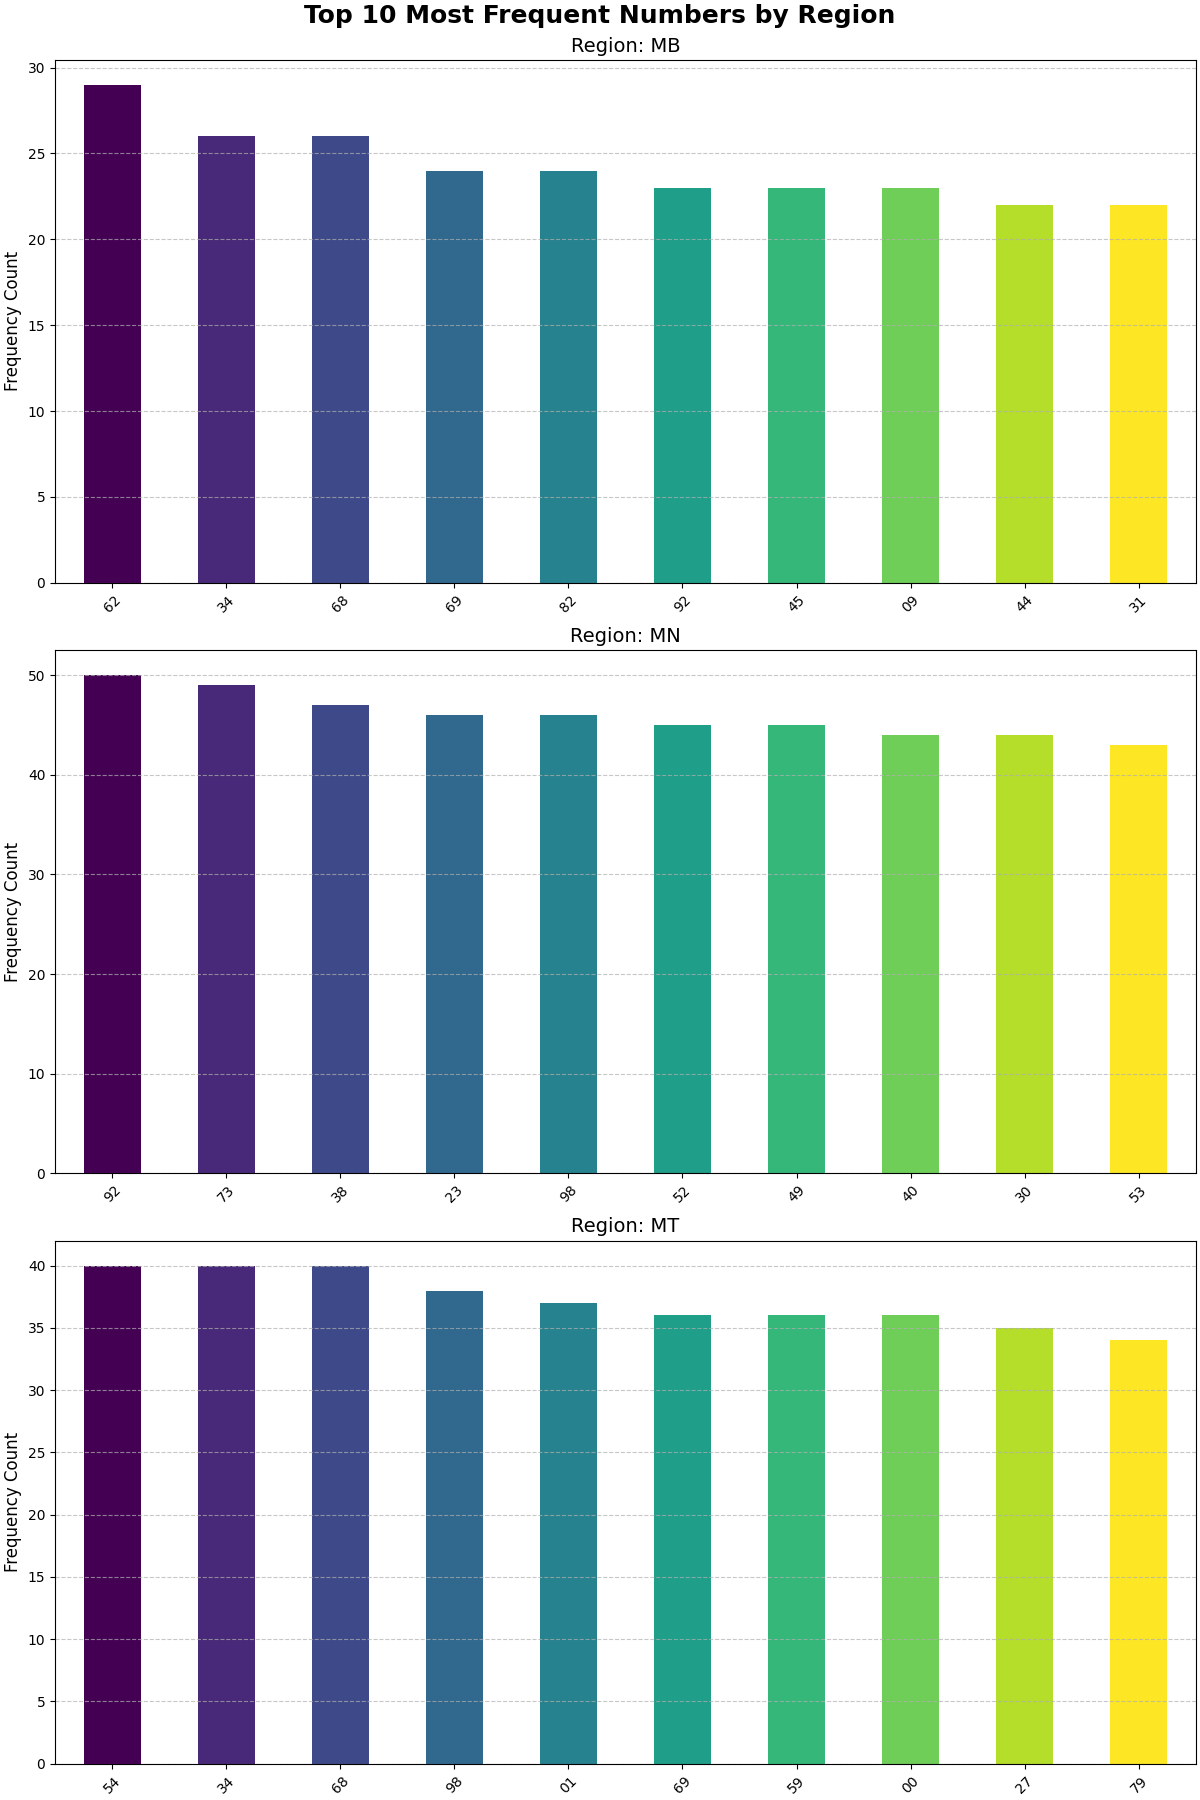 Top 10 Most Frequent Numbers by Region
Region: MB
Frequency Count
30
25
20
15
10
5
0
62 34 68 69 82 92 45 09 44 31
Region: MN
Frequency Count
50
40
30
20
10
0
92 73 38 23 98 52 49 40 30 53
Region: MT
Frequency Count
40
35
30
25
20
15
10
5
0
54 34 68 98 01 69 59 00 27 79